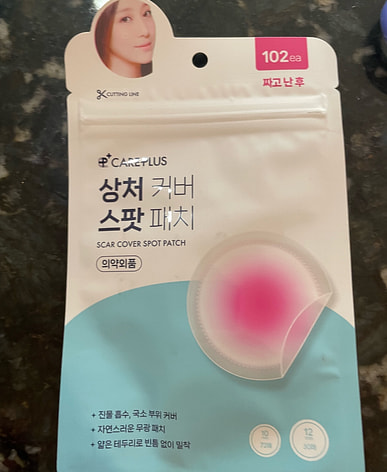 102ea
짜고 난 후
CUTTING LINE
CAREPLUS
상처 커버
스팟 패치
SCAR COVER SPOT PATCH
의약외품
+ 진물 흡수, 국소 부위 커버
+ 자연스러운 무광 패치
+ 얇은 테두리로 빈틈 없이 밀착
12